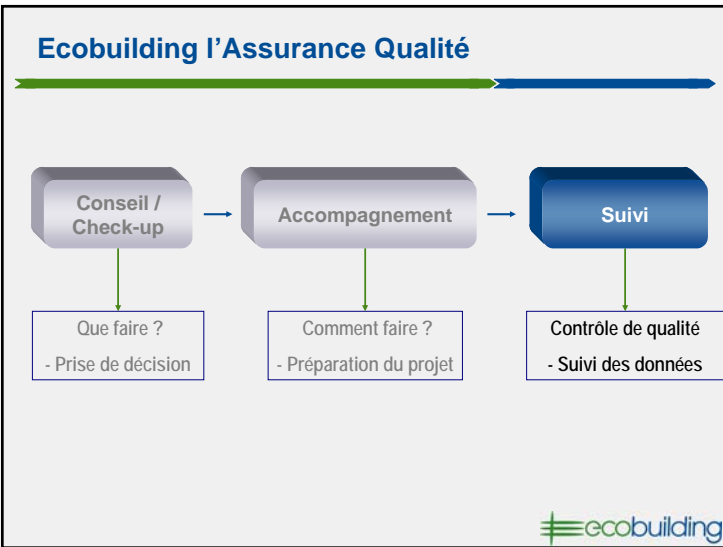 Ecobuilding l'Assurance Qualité
Conseil /
Check-up
Accompagnement
Suivi
Que faire ?
- Prise de décision
Comment faire ?
- Préparation du projet
Contrôle de qualité
- Suivi des données
ecobuilding